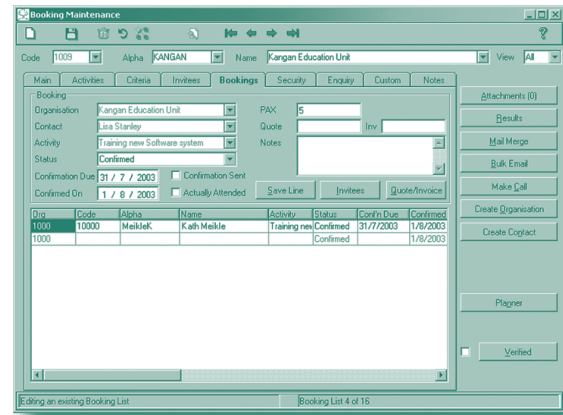 Booking Maintenance
Code 1009 Alpha KANGAN Name Kangan Education Unit View All
Main Activities Criteria Invitees Bookings Security Enquiry Custom Notes
Booking
Organisation Kangan Education Unit PAX 5
Contact Lisa Stanley Quote Inv
Activity Training new Software system Notes
Status Confirmed
Confirmation Due 31/ 7 / 2003 Confirmation Sent
Confirmed On 1 / 8 / 2003 Actually Attended Save Line Invitees Quote/Invoice
Org Code Alpha Name Activity Status Conf'n Due Confirmed
1000 10000 MeikleK Kath Meikle Training new Confirmed 31/7/2003 1/8/2003
1000 Confirmed 1/8/2003
Attachments (0)
Results
Mail Merge
Bulk Email
Make Call
Create Organisation
Create Contact
Planner
Verified
Editing an existing Booking List Booking List 4 of 16